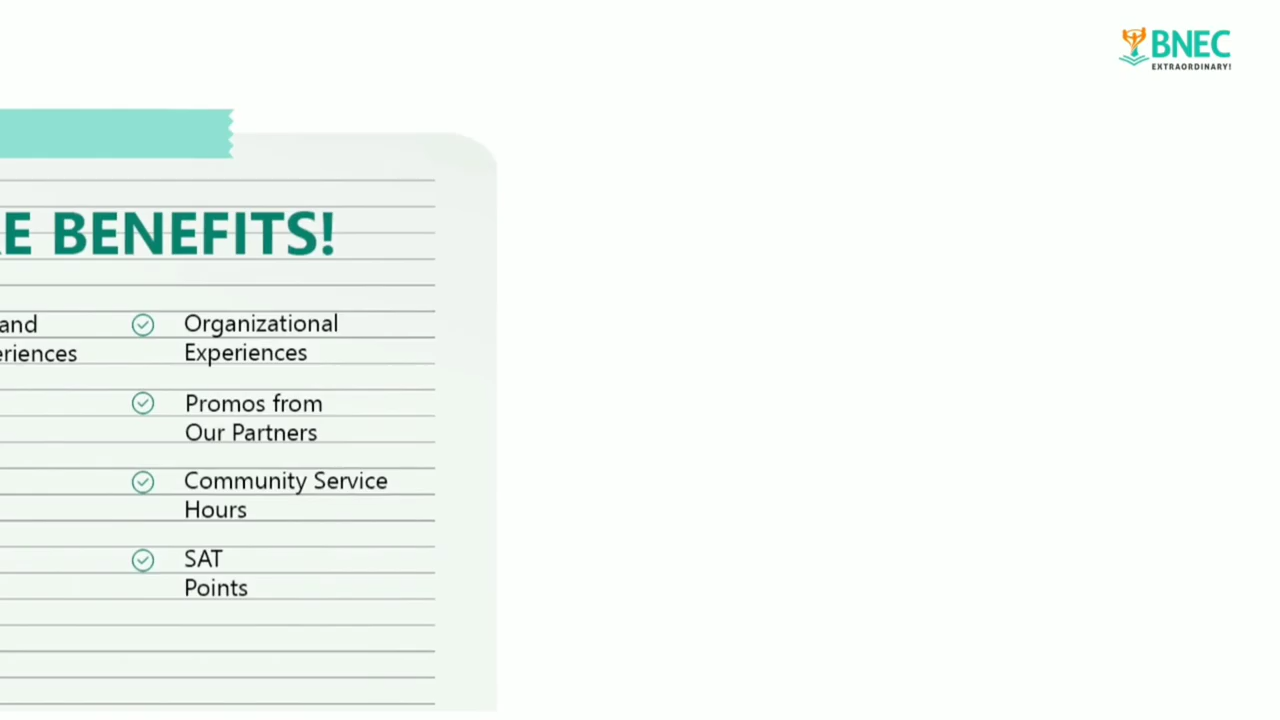 BNEC
EXTRAORDINARY!
E BENEFITS!
and
Organizational
eriences
Experiences
Promos from
Our Partners
Community Service
Hours
SAT
Points